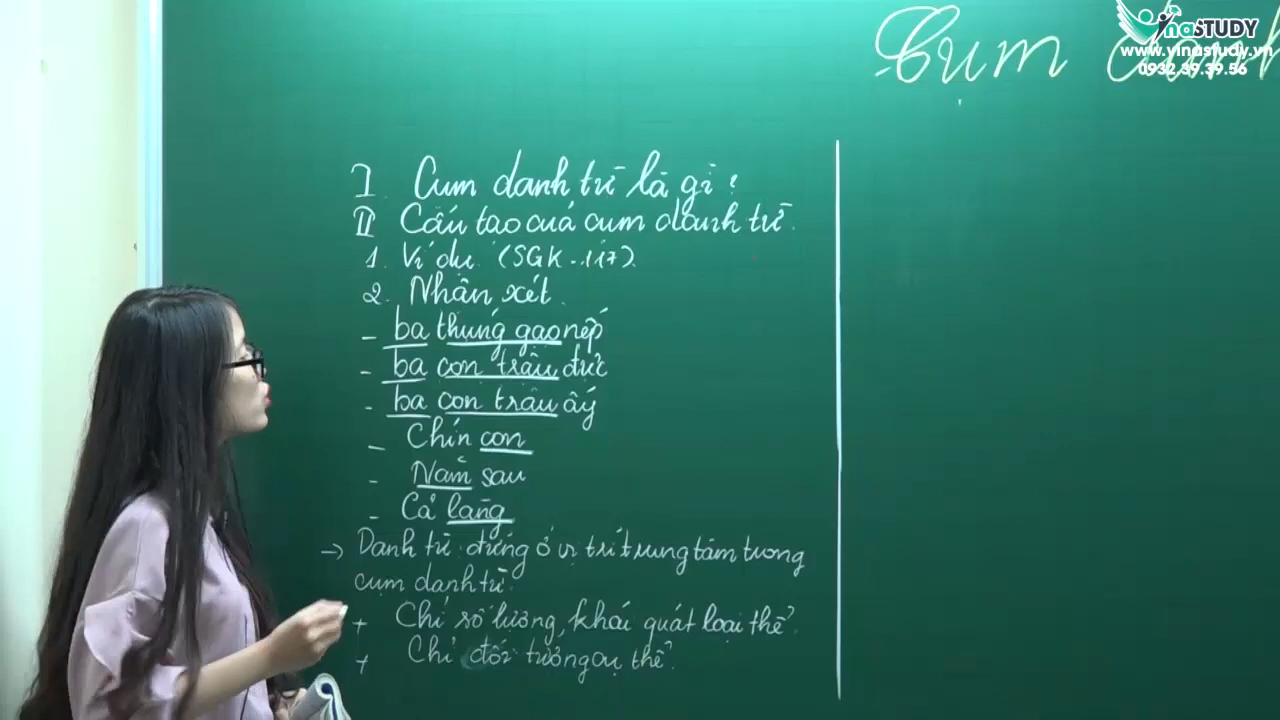 VinaSTUDY
www.vinastudy.vn
0932.39.39.56
Cụm danh
I. Cụm danh từ là gì?
II Cấu tạo của cụm danh từ.
1. Ví dụ (SGK-117)
2. Nhận xét.
- ba thúng gạo nếp
- ba con trâu đực
- ba con trâu ấy
- Chín con
- Năm sau
- Cả làng
→ Danh từ đứng ở vị trí trung tâm trong
cụm danh từ.
+ Chỉ số lượng, khái quát loại thể.
+ Chỉ đối tượng cụ thể.